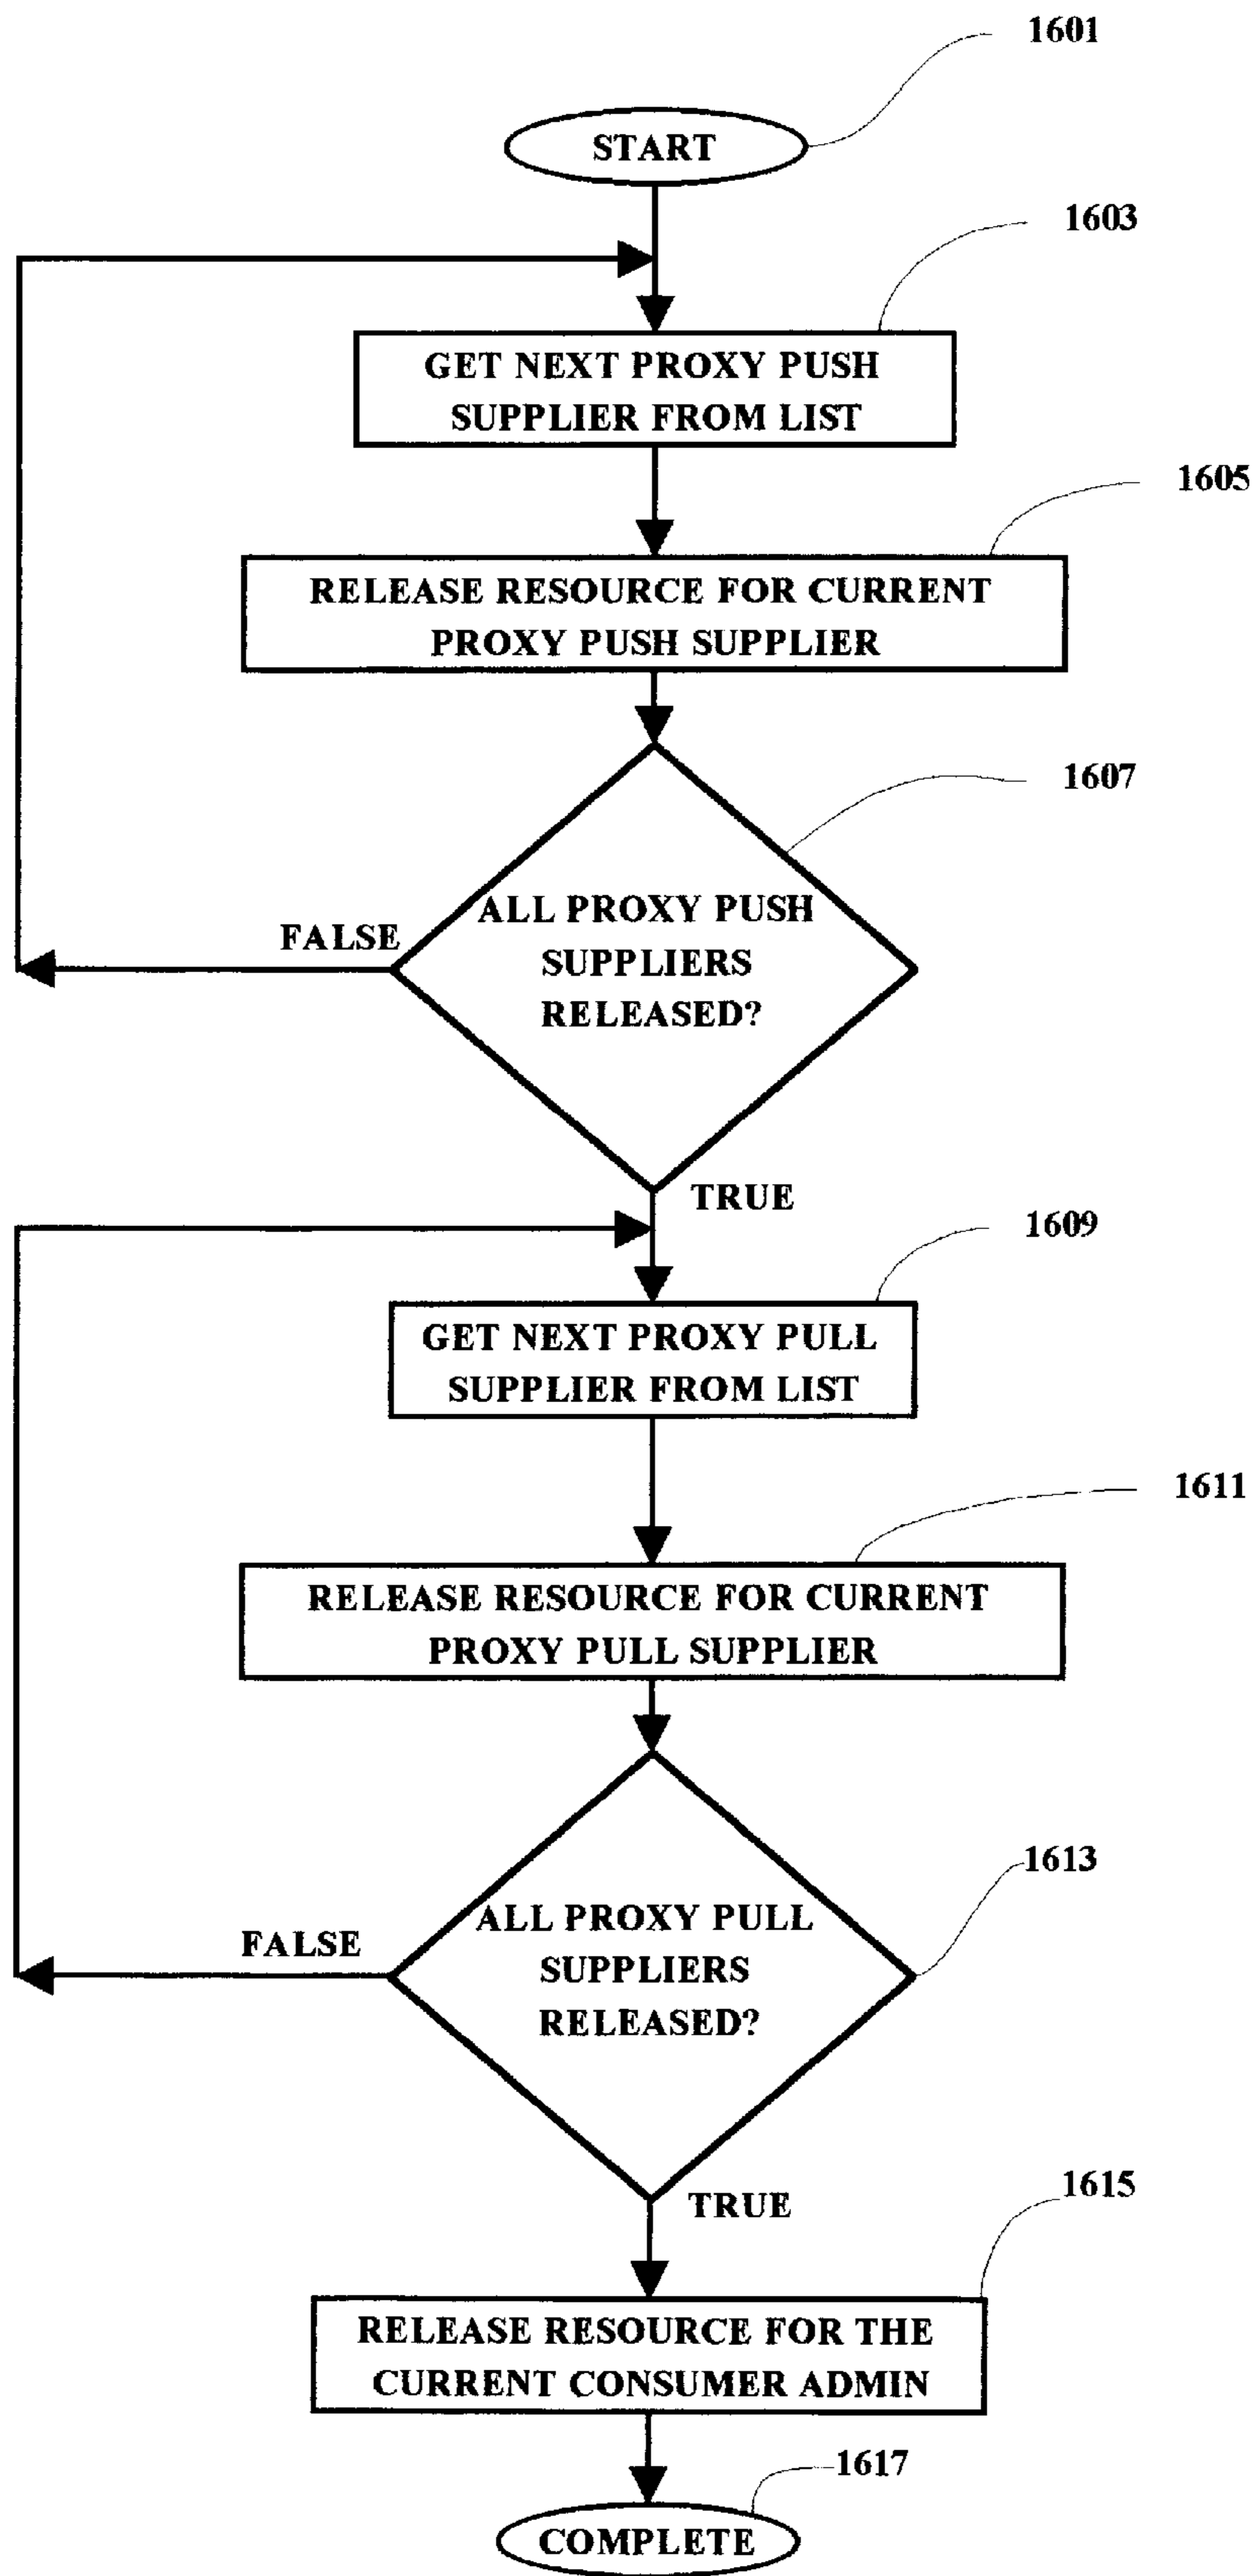 1601
START
1603
GET NEXT PROXY PUSH
SUPPLIER FROM LIST
1605
RELEASE RESOURCE FOR CURRENT
PROXY PUSH SUPPLIER
1607
ALL PROXY PUSH
FALSE
SUPPLIERS
RELEASED?
TRUE
1609
GET NEXT PROXY PULL
SUPPLIER FROM LIST
1611
RELEASE RESOURCE FOR CURRENT
PROXY PULL SUPPLIER
1613
ALL PROXY PULL
FALSE
SUPPLIERS
RELEASED?
TRUE
1615
RELEASE RESOURCE FOR THE
CURRENT CONSUMER ADMIN
1617
COMPLETE